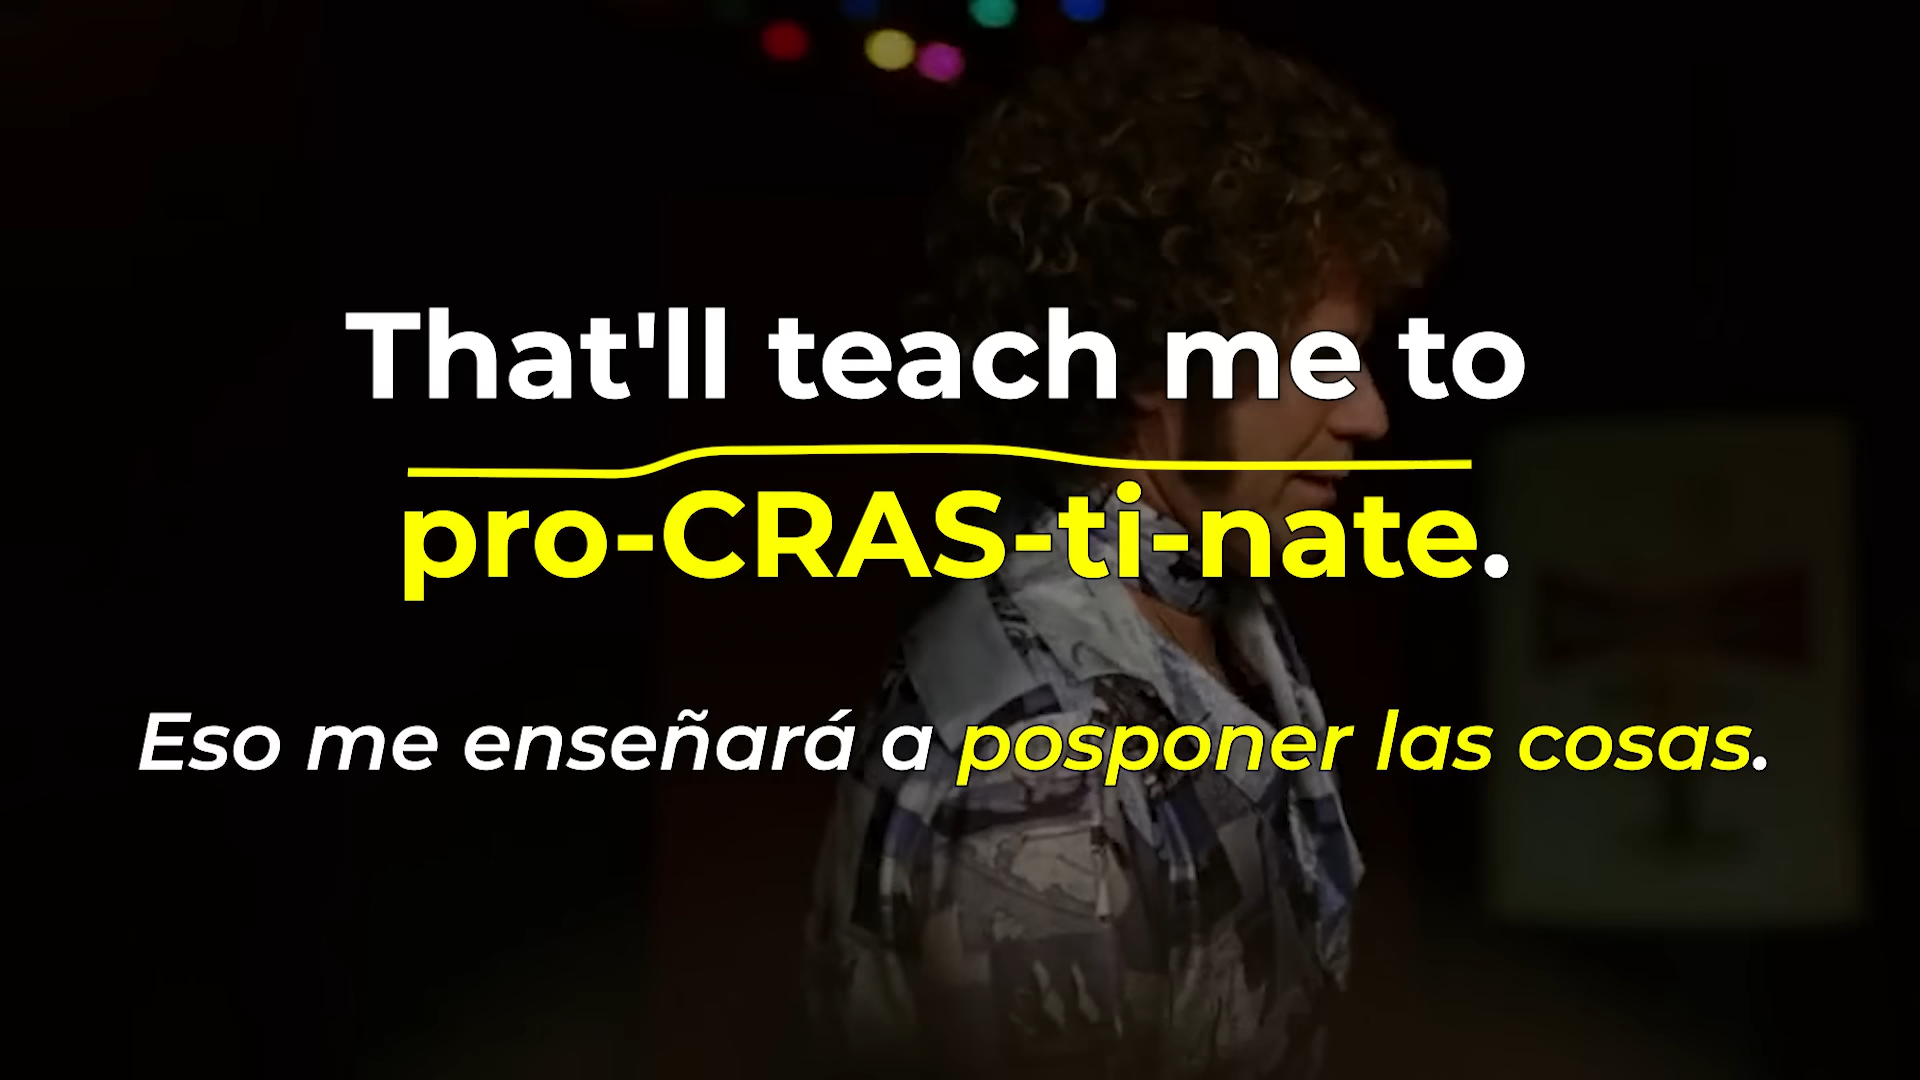 That'll teach me to
pro-CRAS-ti-nate.
Eso me enseñará a posponer las cosas.